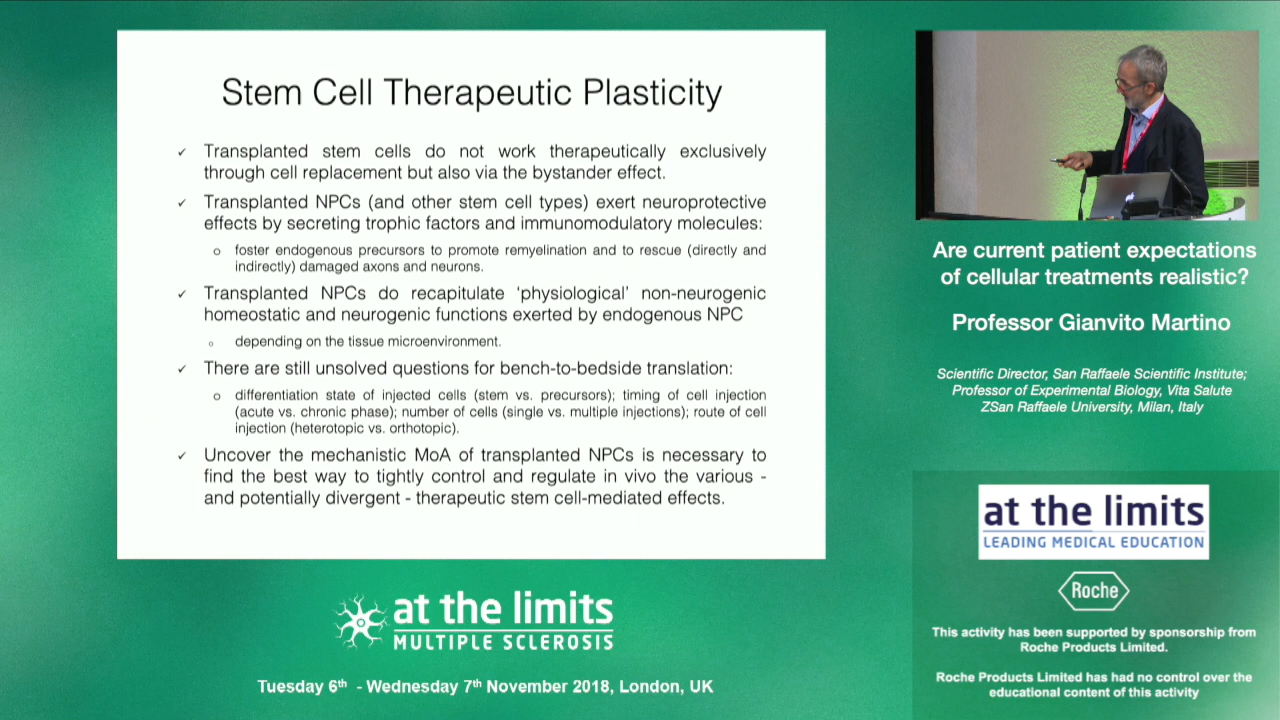 Stem Cell Therapeutic Plasticity
✓ Transplanted stem cells do not work therapeutically exclusively
through cell replacement but also via the bystander effect.
✓ Transplanted NPCs (and other stem cell types) exert neuroprotective
effects by secreting trophic factors and immunomodulatory molecules:
o foster endogenous precursors to promote remyelination and to rescue (directly and
indirectly) damaged axons and neurons.
✓ Transplanted NPCs do recapitulate 'physiological' non-neurogenic
homeostatic and neurogenic functions exerted by endogenous NPC
o depending on the tissue microenvironment.
✓ There are still unsolved questions for bench-to-bedside translation:
o differentiation state of injected cells (stem vs. precursors); timing of cell injection
(acute vs. chronic phase); number of cells (single vs. multiple injections); route of cell
injection (heterotopic vs. orthotopic).
✓ Uncover the mechanistic MoA of transplanted NPCs is necessary to
find the best way to tightly control and regulate in vivo the various -
and potentially divergent - therapeutic stem cell-mediated effects.
at the limits
MULTIPLE SCLEROSIS
Tuesday 6th - Wednesday 7th November 2018, London, UK
Are current patient expectations
of cellular treatments realistic?
Professor Gianvito Martino
Scientific Director, San Raffaele Scientific Institute;
Professor of Experimental Biology, Vita Salute
ZSan Raffaele University, Milan, Italy
at the limits
LEADING MEDICAL EDUCATION
Roche
This activity has been supported by sponsorship from
Roche Products Limited.
Roche Products Limited has had no control over the
educational content of this activity